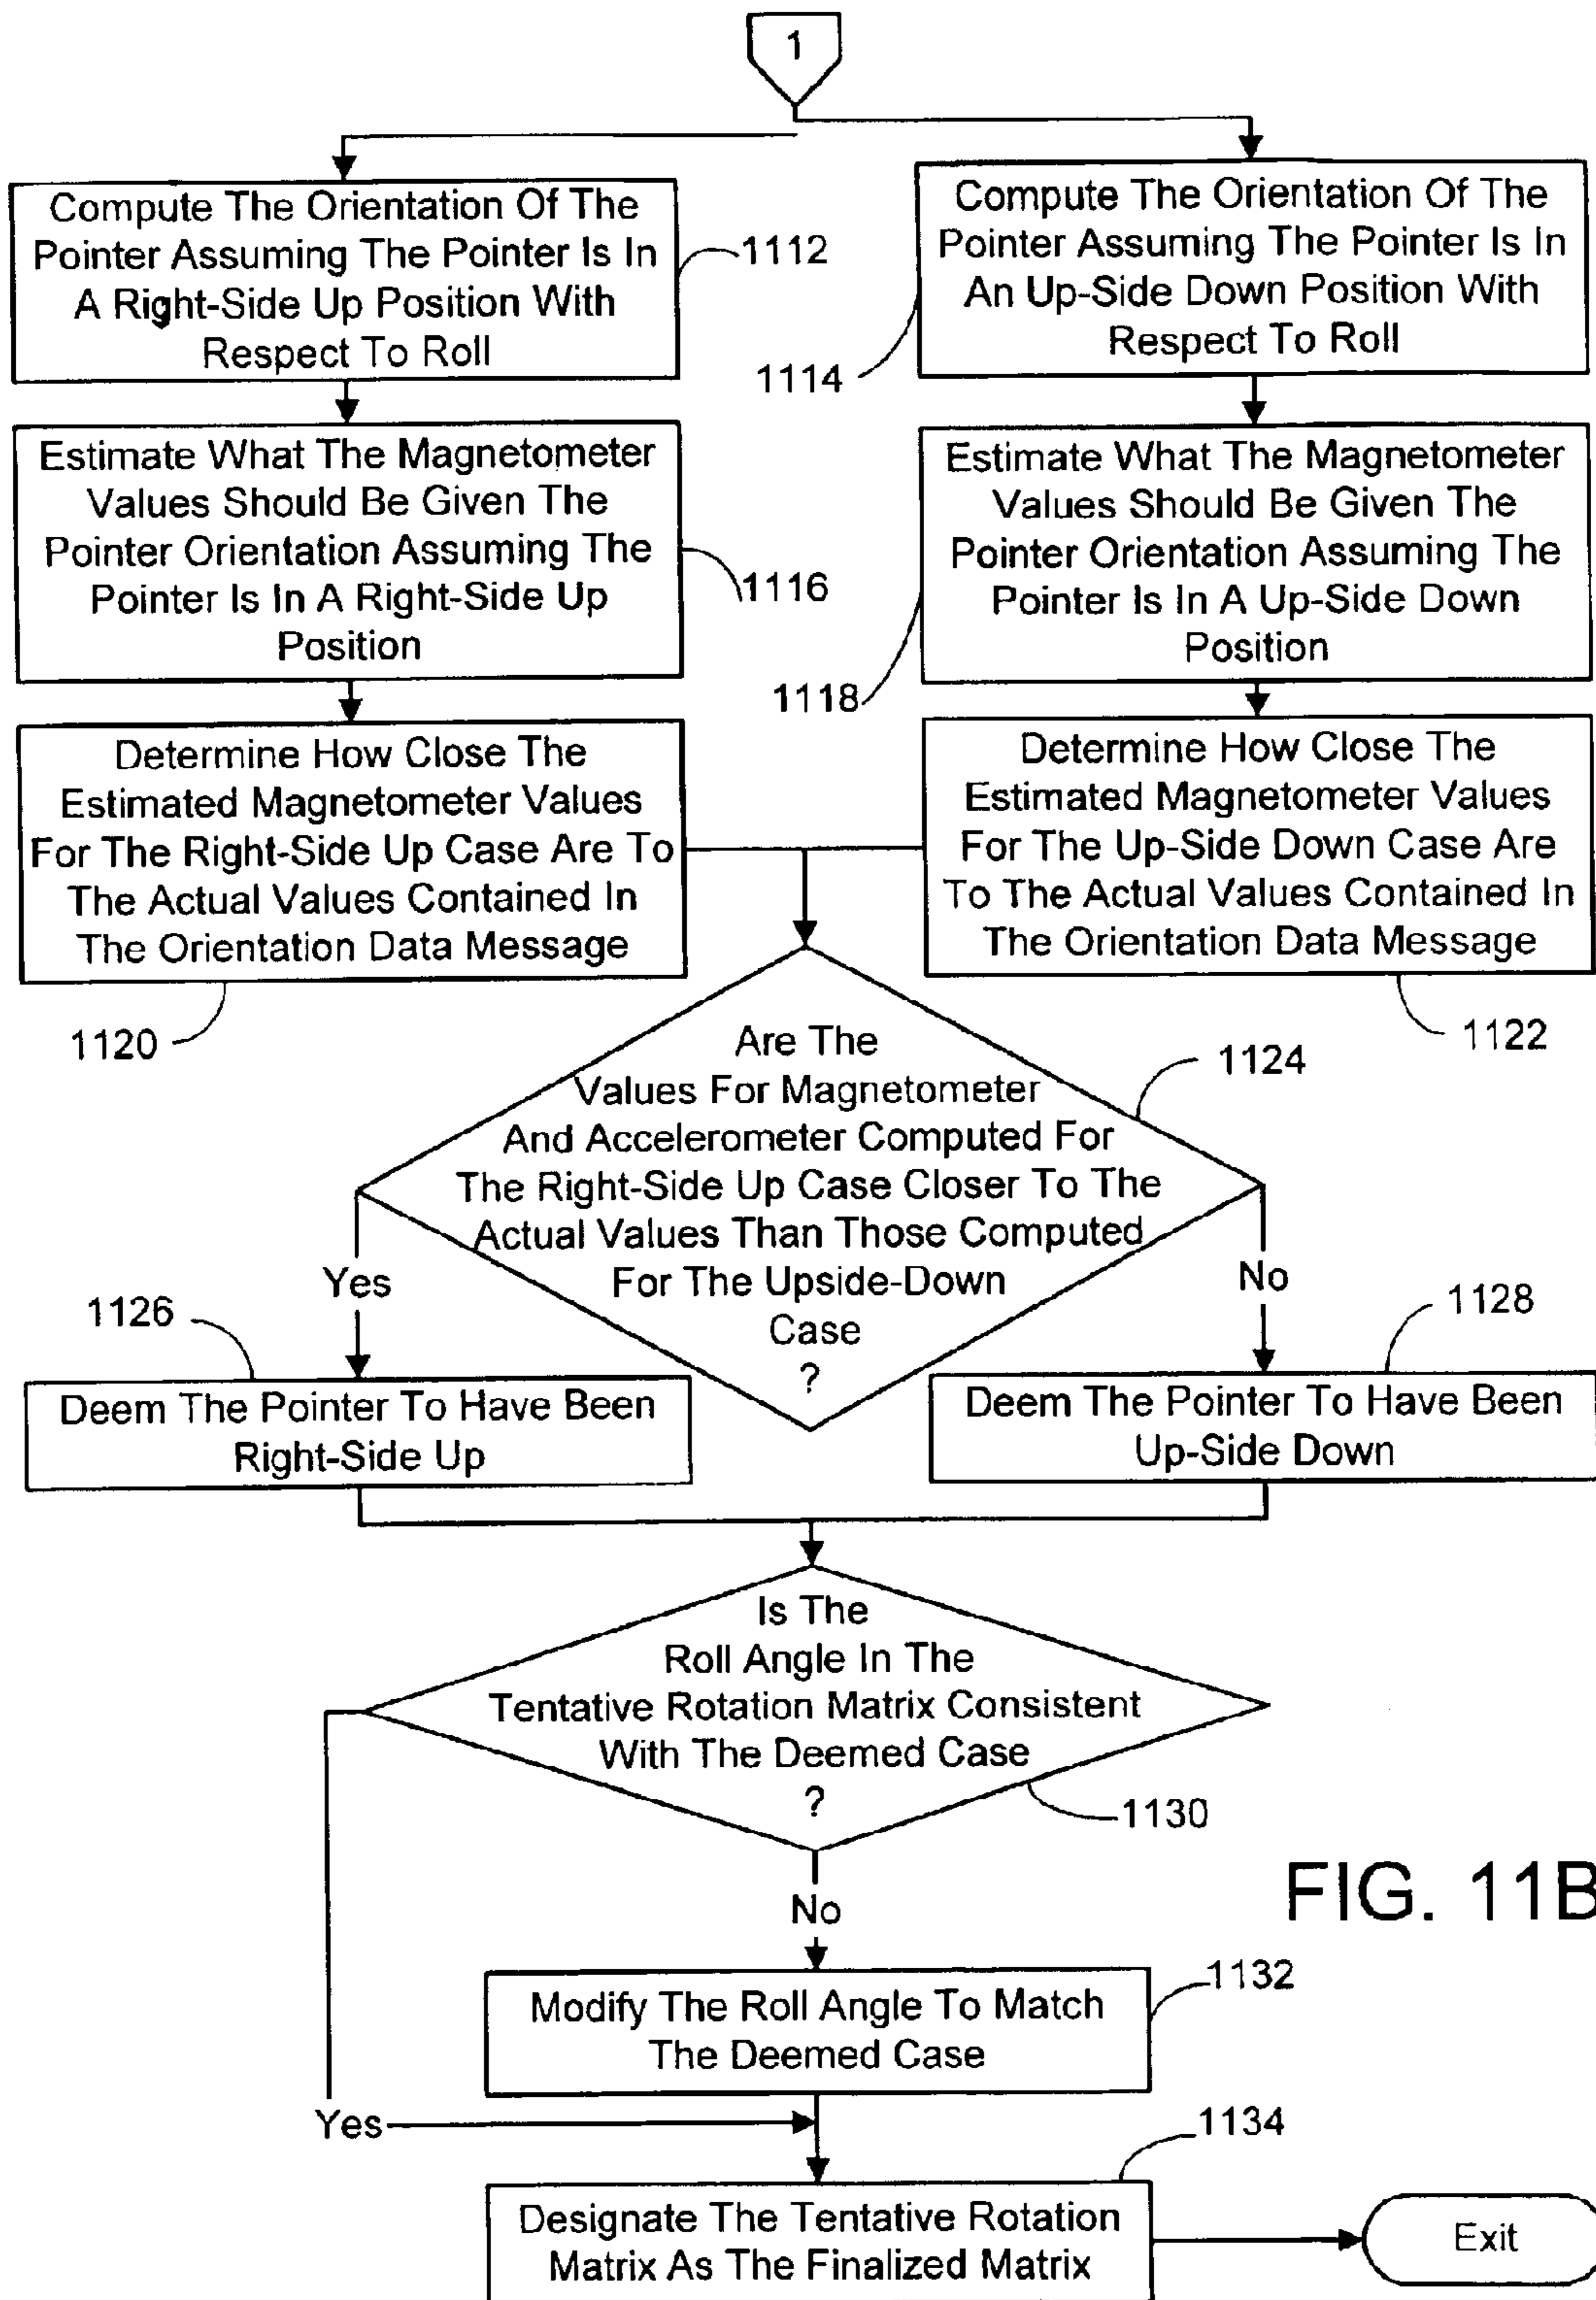 1
Compute The Orientation Of The
Pointer Assuming The Pointer Is In
A Right-Side Up Position With
Respect To Roll
1112
Compute The Orientation Of The
Pointer Assuming The Pointer Is In
An Up-Side Down Position With
Respect To Roll
1114
Estimate What The Magnetometer
Values Should Be Given The
Pointer Orientation Assuming The
Pointer Is In A Right-Side Up
Position
1116
Estimate What The Magnetometer
Values Should Be Given The
Pointer Orientation Assuming The
Pointer Is In A Up-Side Down
Position
1118
Determine How Close The
Estimated Magnetometer Values
For The Right-Side Up Case Are To
The Actual Values Contained In
The Orientation Data Message
1120
Determine How Close The
Estimated Magnetometer Values
For The Up-Side Down Case Are
To The Actual Values Contained In
The Orientation Data Message
1122
Are The
Values For Magnetometer
And Accelerometer Computed For
The Right-Side Up Case Closer To The
Actual Values Than Those Computed
For The Upside-Down
Case
?
1124
Yes
No
1126
1128
Deem The Pointer To Have Been
Right-Side Up
Deem The Pointer To Have Been
Up-Side Down
Is The
Roll Angle In The
Tentative Rotation Matrix Consistent
With The Deemed Case
?
1130
No
FIG. 11B
Modify The Roll Angle To Match
The Deemed Case
1132
Yes
1134
Designate The Tentative Rotation
Matrix As The Finalized Matrix
Exit